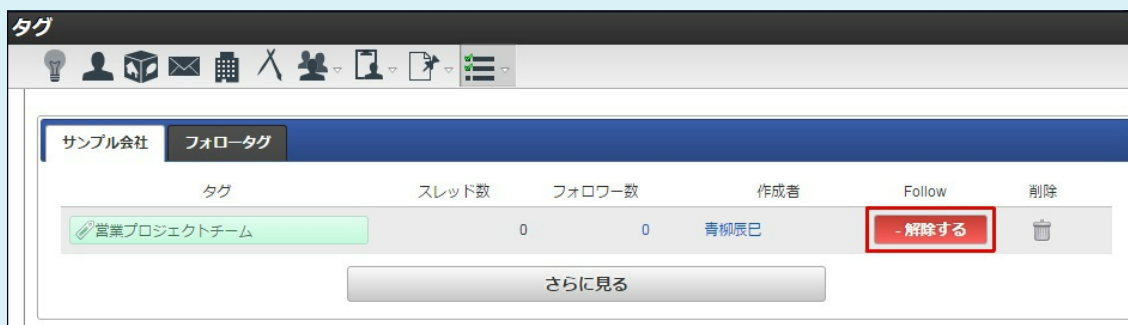 タグ
サンプル会社 フォロータグ
タグ スレッド数 フォロワー数 作成者 Follow 削除
営業プロジェクトチーム 0 0 青柳辰巳 - 解除する
さらに見る